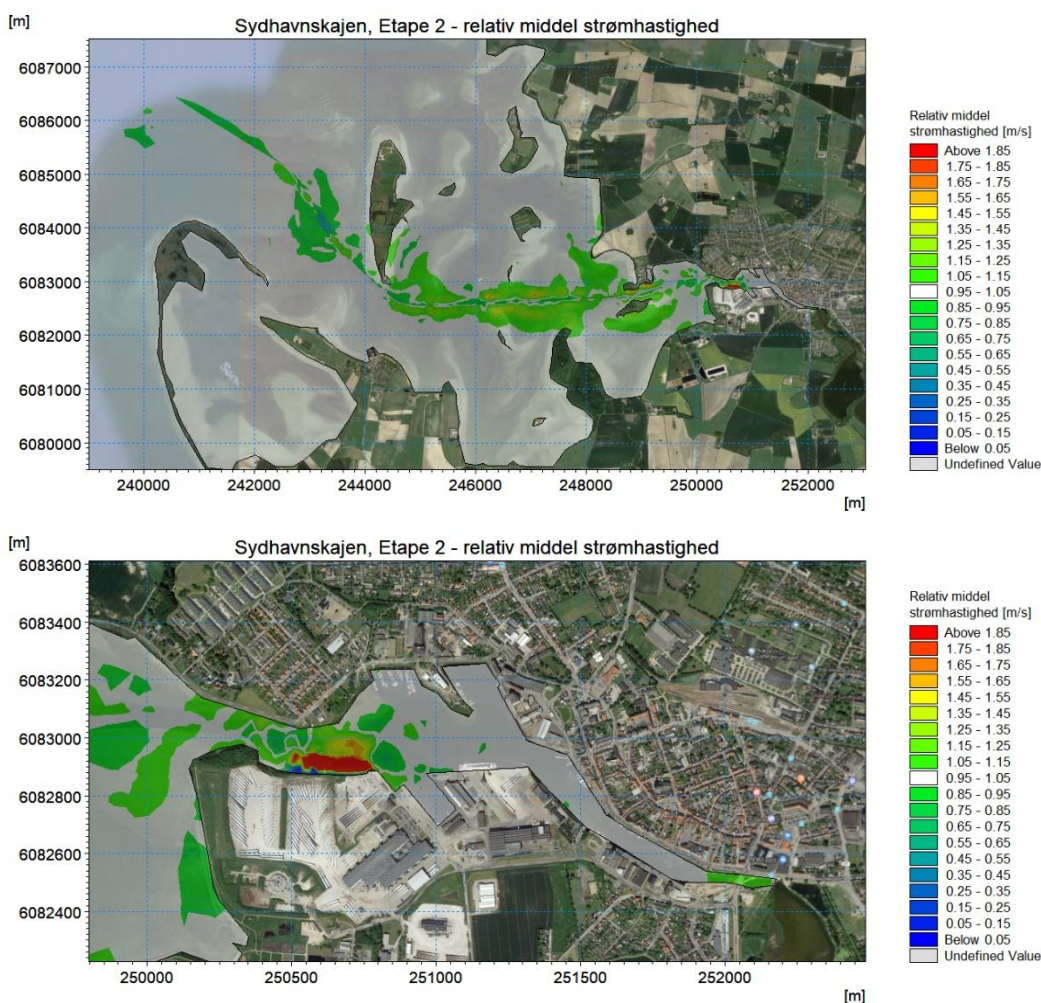 [m]
Sydhavnskajen, Etape 2 - relativ middel strømhastighed
6087000
6086000
6085000
6084000
6083000
6082000
6081000
6080000
240000 242000 244000 246000 248000 250000 252000
[m]
Relativ middel
strømhastighed [m/s]
Above 1.85
1.75 - 1.85
1.65 - 1.75
1.55 - 1.65
1.45 - 1.55
1.35 - 1.45
1.25 - 1.35
1.15 - 1.25
1.05 - 1.15
0.95 - 1.05
0.85 - 0.95
0.75 - 0.85
0.65 - 0.75
0.55 - 0.65
0.45 - 0.55
0.35 - 0.45
0.25 - 0.35
0.15 - 0.25
0.05 - 0.15
Below 0.05
Undefined Value
[m]
Sydhavnskajen, Etape 2 - relativ middel strømhastighed
6083600
6083400
6083200
6083000
6082800
6082600
6082400
250000 250500 251000 251500 252000
[m]
Relativ middel
strømhastighed [m/s]
Above 1.85
1.75 - 1.85
1.65 - 1.75
1.55 - 1.65
1.45 - 1.55
1.35 - 1.45
1.25 - 1.35
1.15 - 1.25
1.05 - 1.15
0.95 - 1.05
0.85 - 0.95
0.75 - 0.85
0.65 - 0.75
0.55 - 0.65
0.45 - 0.55
0.35 - 0.45
0.25 - 0.35
0.15 - 0.25
0.05 - 0.15
Below 0.05
Undefined Value